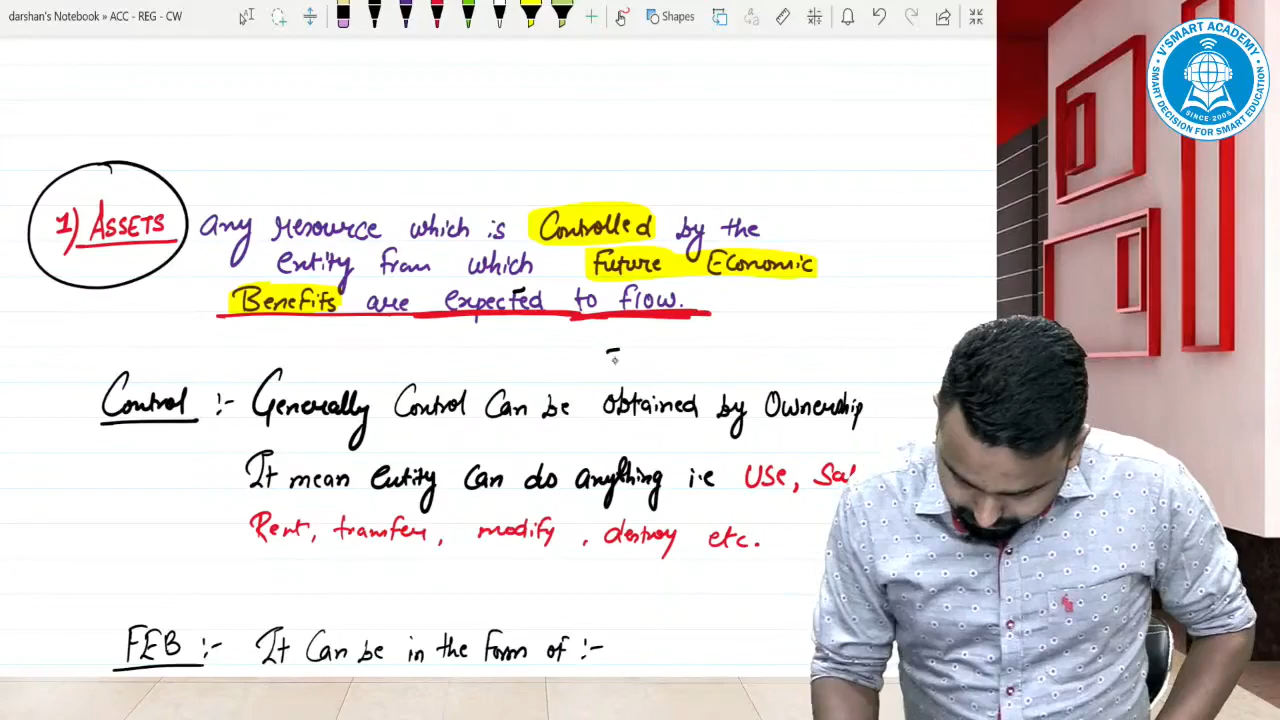 darshan's Notebook » ACC - REG - CW
Shapes
V'SMART ACADEMY
SMART DECISION FOR SMART EDUCATION
SINCE-2005
1) ASSETS any resource which is Controlled by the
entity from which Future Economic
Benefits are expected to flow.
Control :- Generally Control Can be obtained by Ownership
It mean entity Can do anything i.e USE,
Rent, transfer, modify, destroy etc.
FEB :- It Can be in the Form of :-